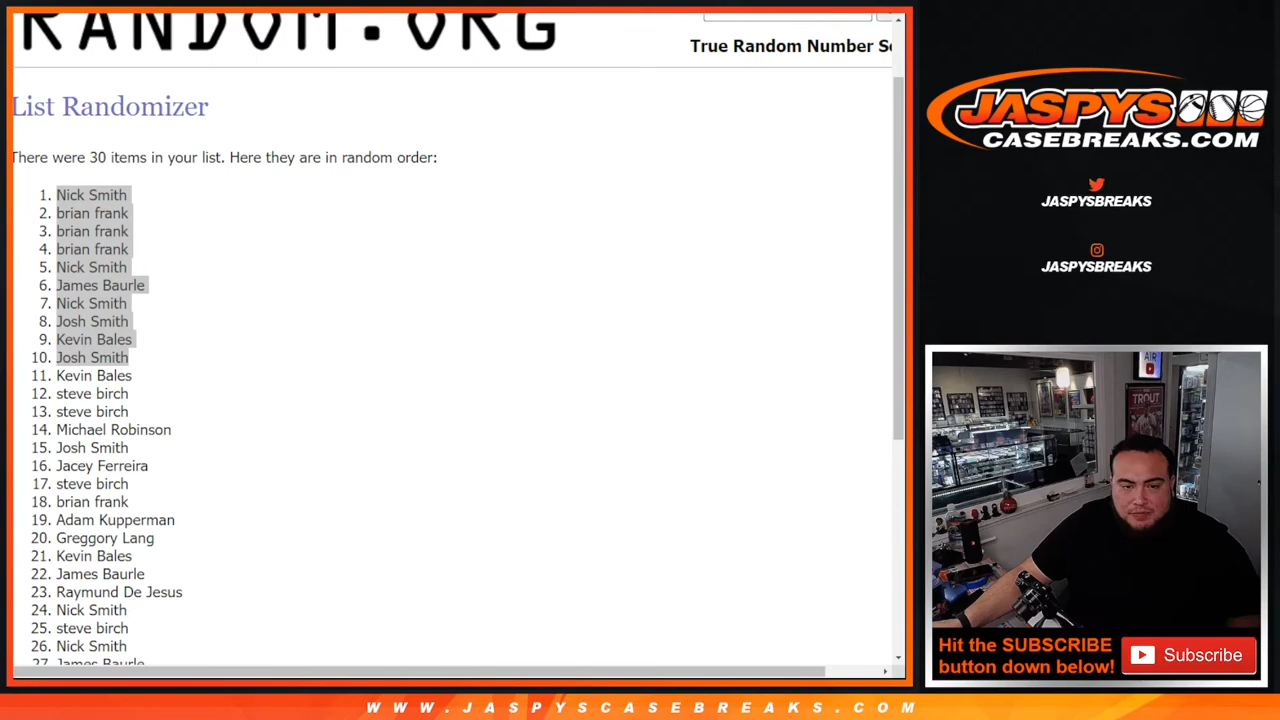 RANDOM.ORG
True Random Number Se
List Randomizer
There were 30 items in your list. Here they are in random order:
1. Nick Smith
2. brian frank
3. brian frank
4. brian frank
5. Nick Smith
6. James Baurle
7. Nick Smith
8. Josh Smith
9. Kevin Bales
10. Josh Smith
11. Kevin Bales
12. steve birch
13. steve birch
14. Michael Robinson
15. Josh Smith
16. Jacey Ferreira
17. steve birch
18. brian frank
19. Adam Kupperman
20. Greggory Lang
21. Kevin Bales
22. James Baurle
23. Raymund De Jesus
24. Nick Smith
25. steve birch
26. Nick Smith
27. James Baurle
JASPYS
CASEBREAKS.COM
JASPYSBREAKS
JASPYSBREAKS
AIR
TROUT
Hit the SUBSCRIBE
button down below!
Subscribe
WWW.JASPYSCASEBREAKS.COM